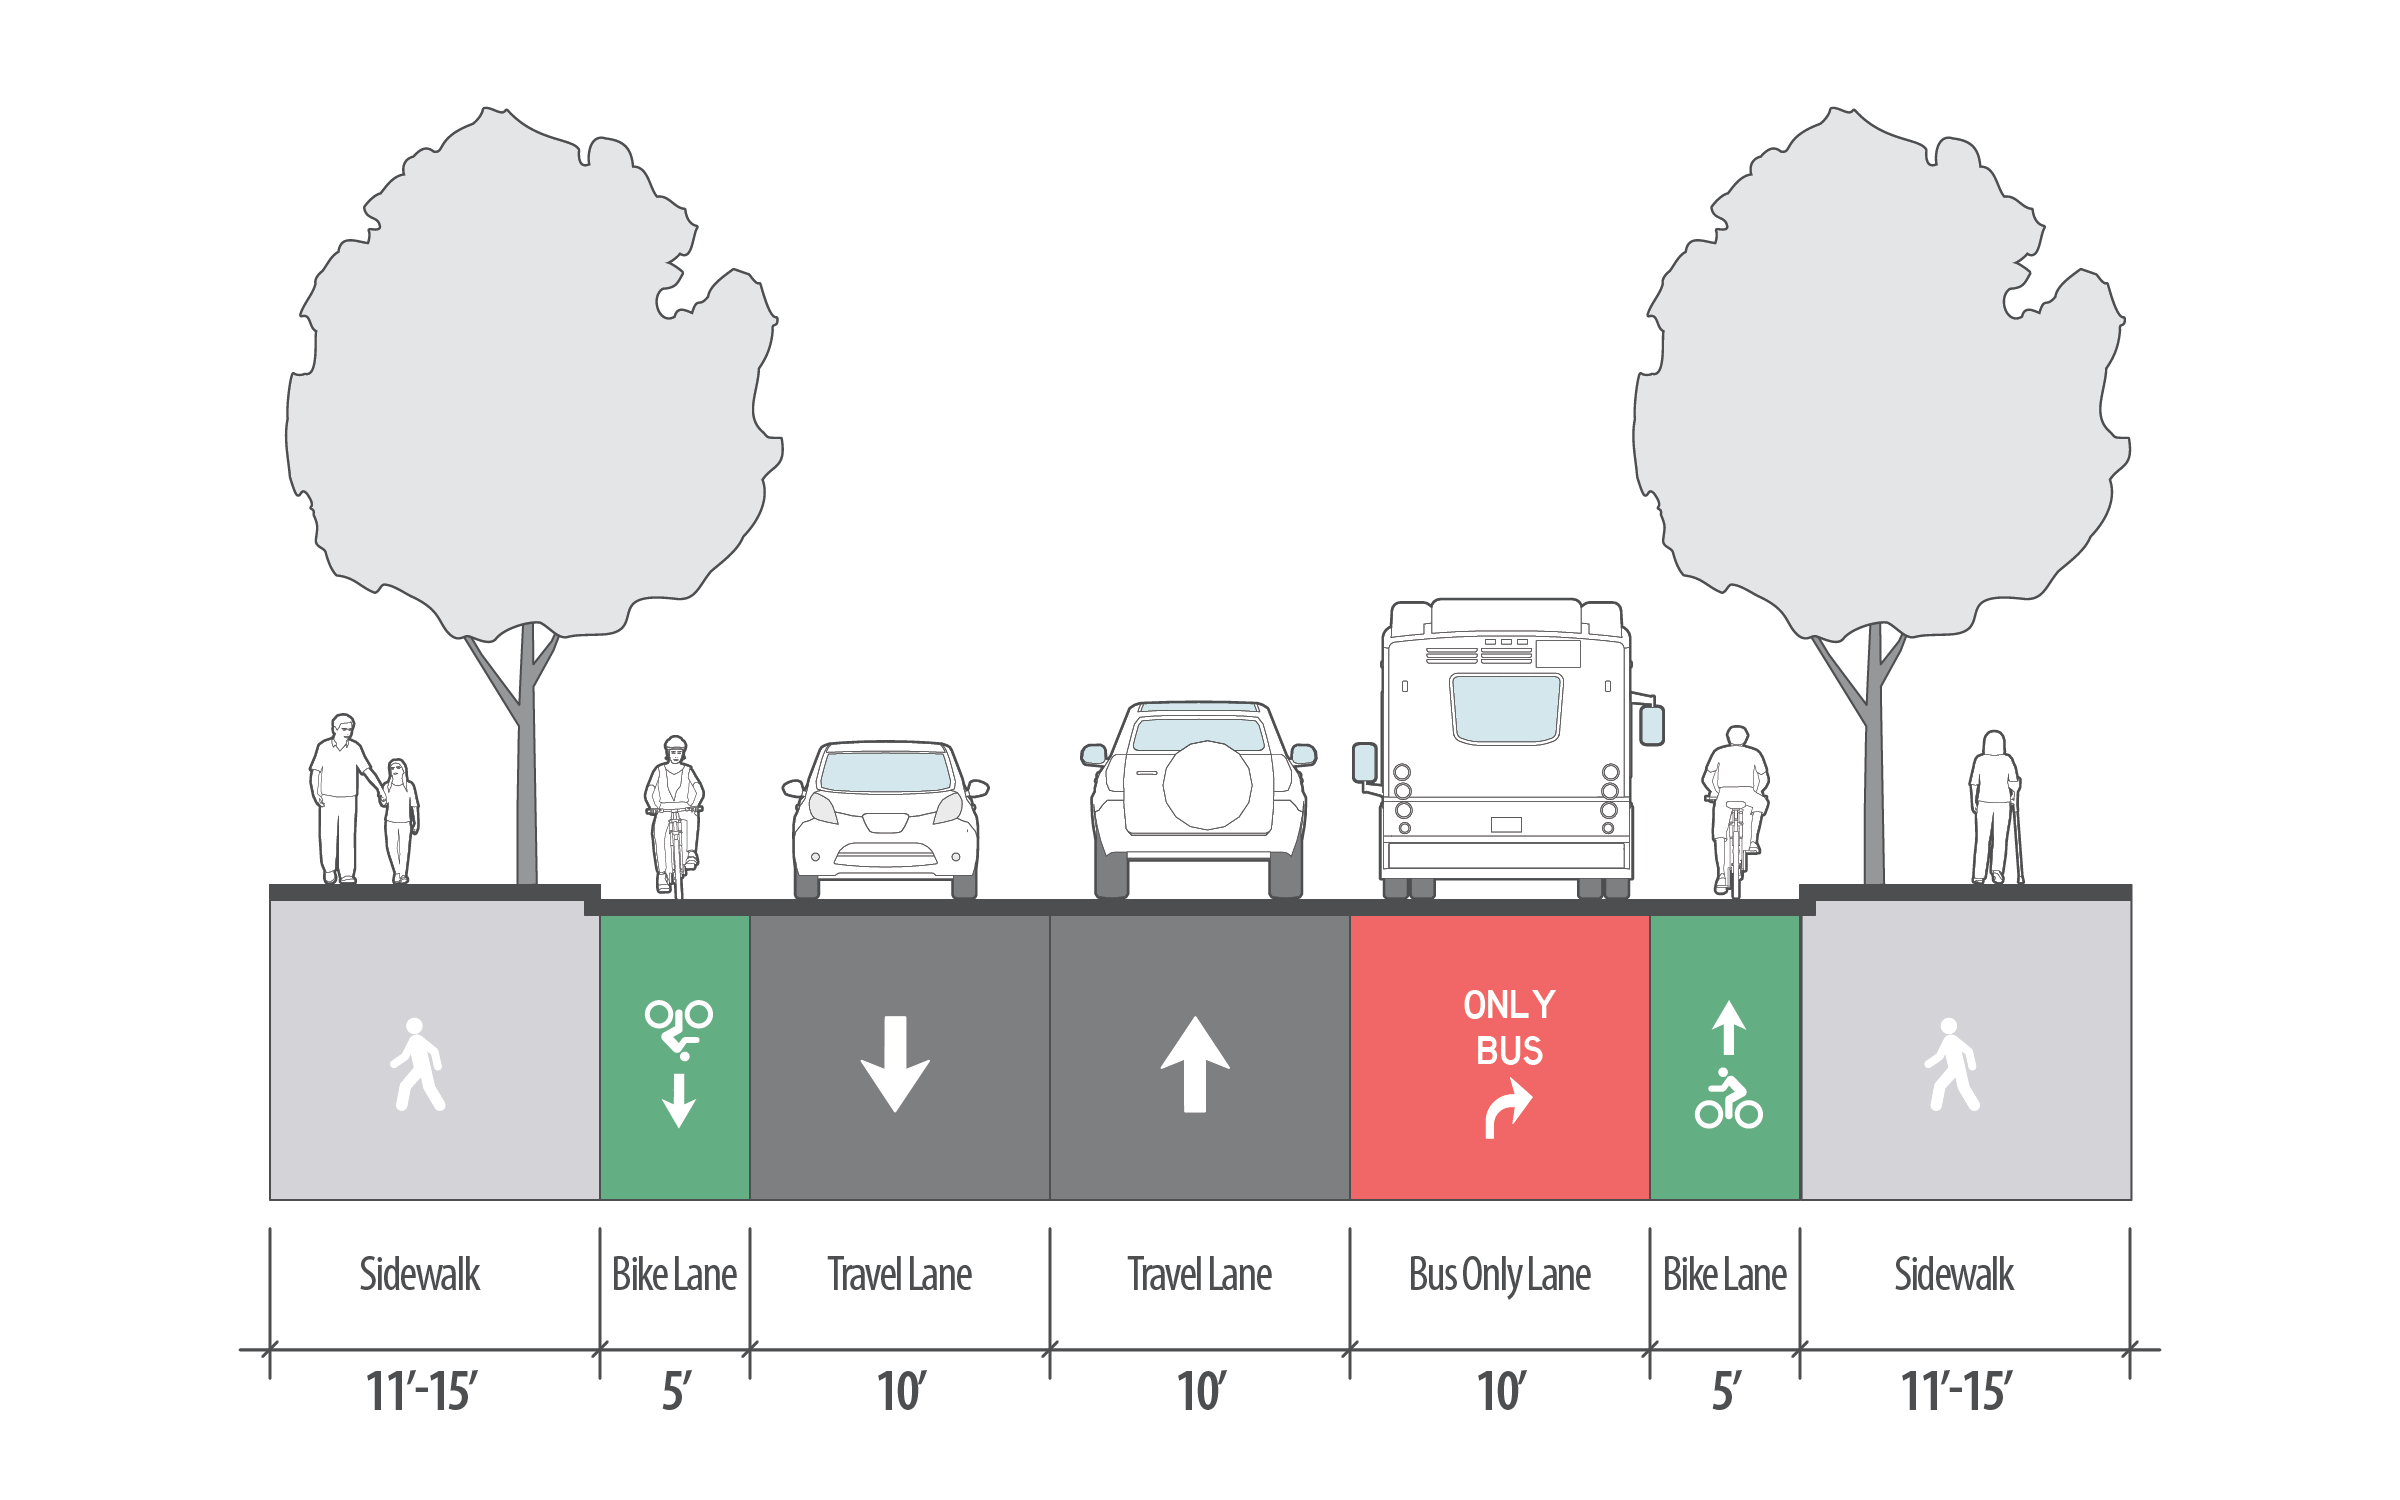 ONLY
BUS
Sidewalk Bike Lane Travel Lane Travel Lane Bus Only Lane Bike Lane Sidewalk
11’-15’ 5’ 10’ 10’ 10’ 5’ 11’-15’